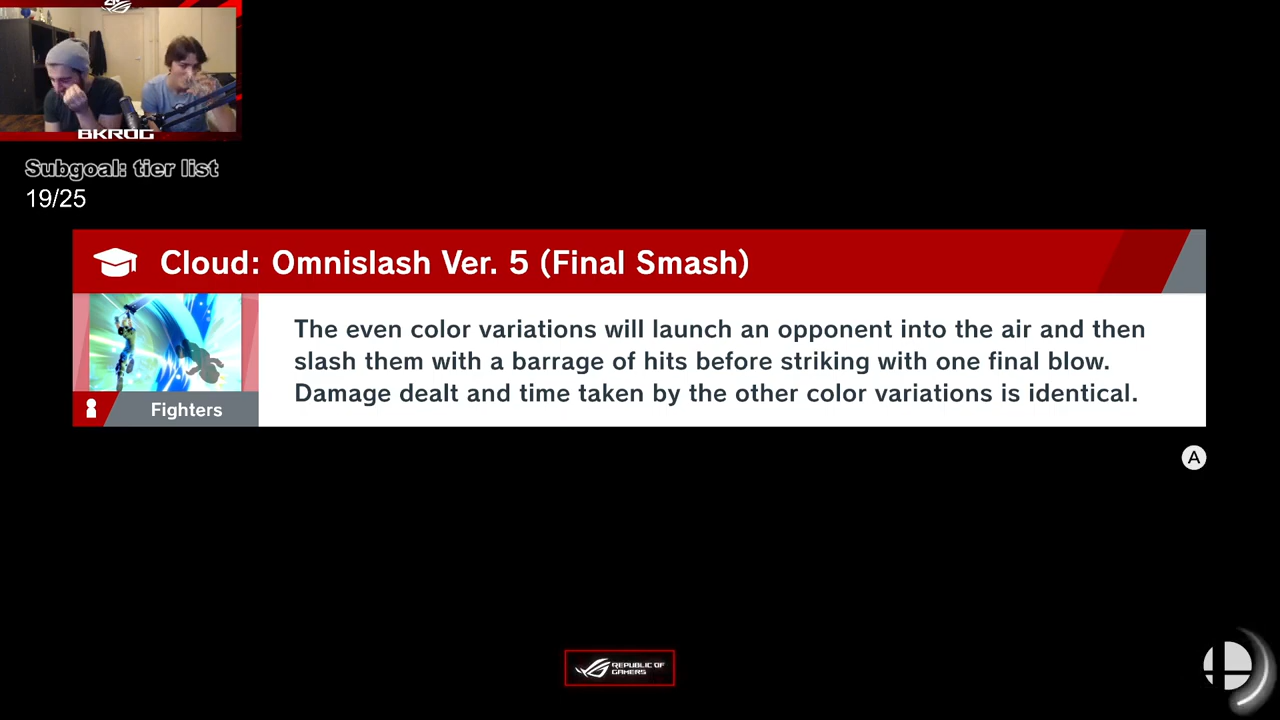 BKROG
Subgoal: tier list
19/25
Cloud: Omnislash Ver. 5 (Final Smash)
The even color variations will launch an opponent into the air and then
slash them with a barrage of hits before striking with one final blow.
Damage dealt and time taken by the other color variations is identical.
Fighters
A
REPUBLIC OF
GAMERS